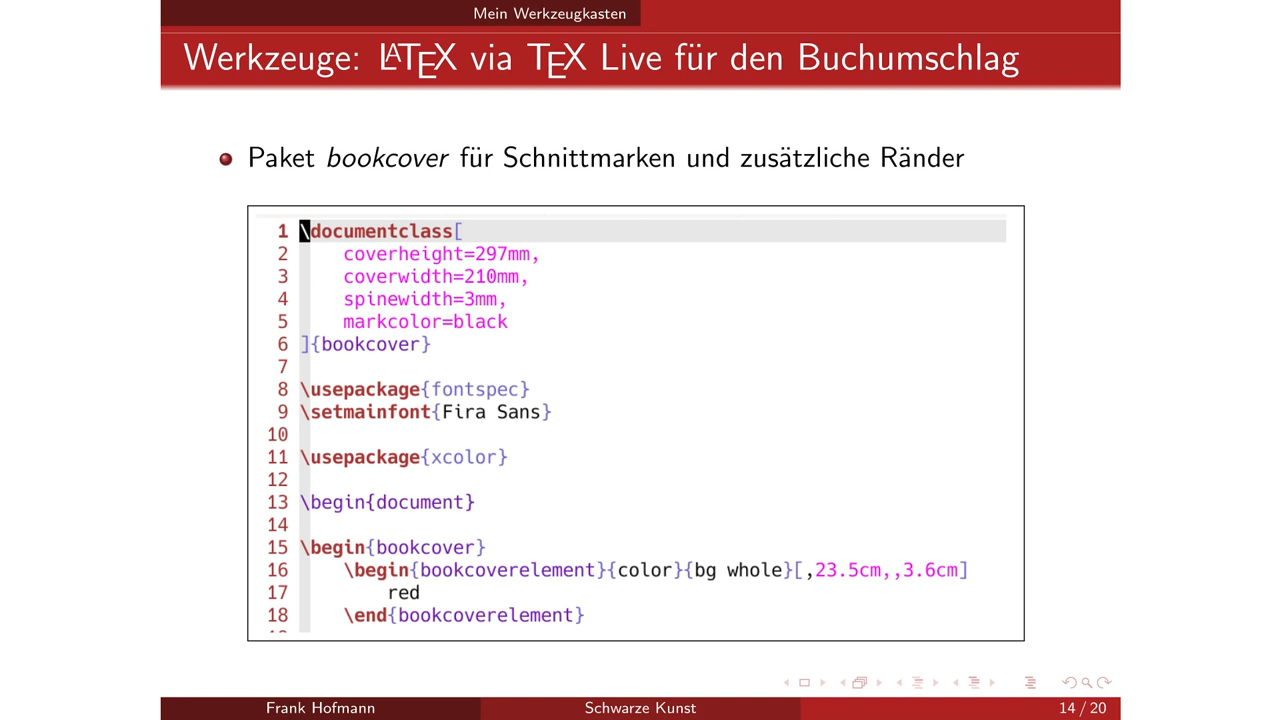 Mein Werkzeugkasten
Werkzeuge: LATEX via TEX Live für den Buchumschlag
Paket bookcover für Schnittmarken und zusätzliche Ränder
1 \documentclass[
2 coverheight=297mm,
3 coverwidth=210mm,
4 spinewidth=3mm,
5 markcolor=black
6 ]{bookcover}
7
8 \usepackage{fontspec}
9 \setmainfont{Fira Sans}
10
11 \usepackage{xcolor}
12
13 \begin{document}
14
15 \begin{bookcover}
16 \begin{bookcoverelement}{color}{bg whole}[,23.5cm,,3.6cm]
17 red
18 \end{bookcoverelement}
Frank Hofmann
Schwarze Kunst
14 / 20